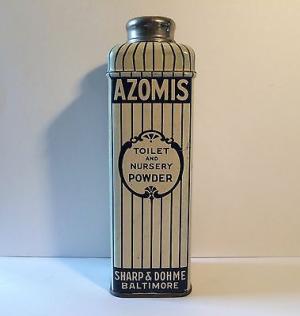 AZOMIS
TOILET
AND
NURSERY
POWDER
SHARP & DOHME
BALTIMORE